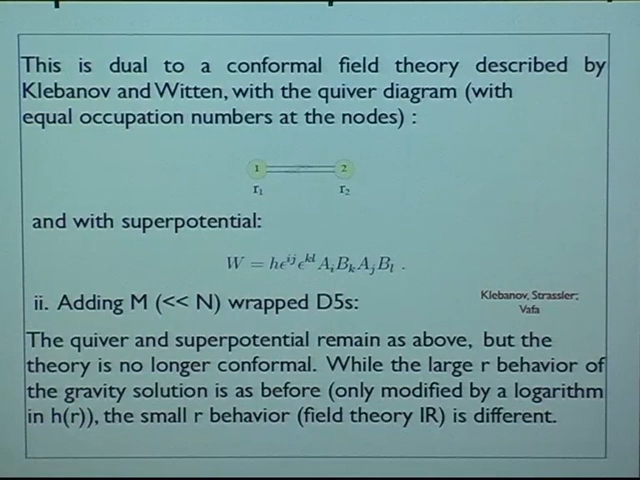 This is dual to a conformal field theory described by
Klebanov and Witten, with the quiver diagram (with
equal occupation numbers at the nodes) :
1 2
r₁ r₂
and with superpotential:
W = hϵ^{ij}ϵ^{kl}A_iB_kA_jB_l .
ii. Adding M (<< N) wrapped D5s:
Klebanov, Strassler;
Vafa
The quiver and superpotential remain as above, but the
theory is no longer conformal. While the large r behavior of
the gravity solution is as before (only modified by a logarithm
in h(r)), the small r behavior (field theory IR) is different.